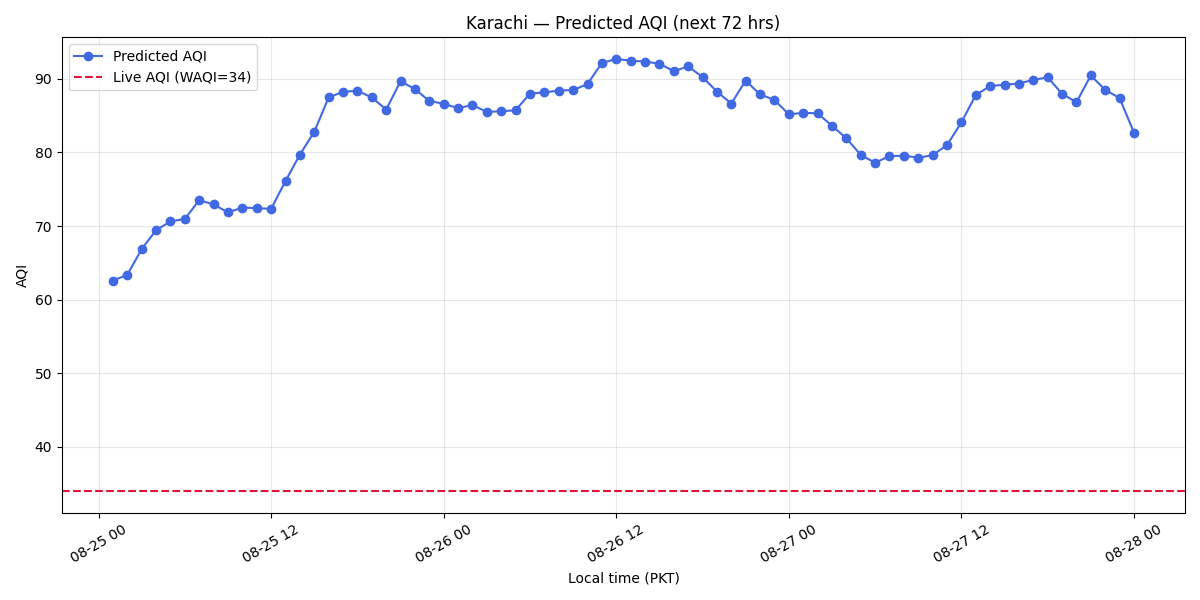 Karachi — Predicted AQI (next 72 hrs)
Predicted AQI
Live AQI (WAQI=34)
AQI
90
80
70
60
50
40
08-25 00
08-25 12
08-26 00
08-26 12
08-27 00
08-27 12
08-28 00
Local time (PKT)